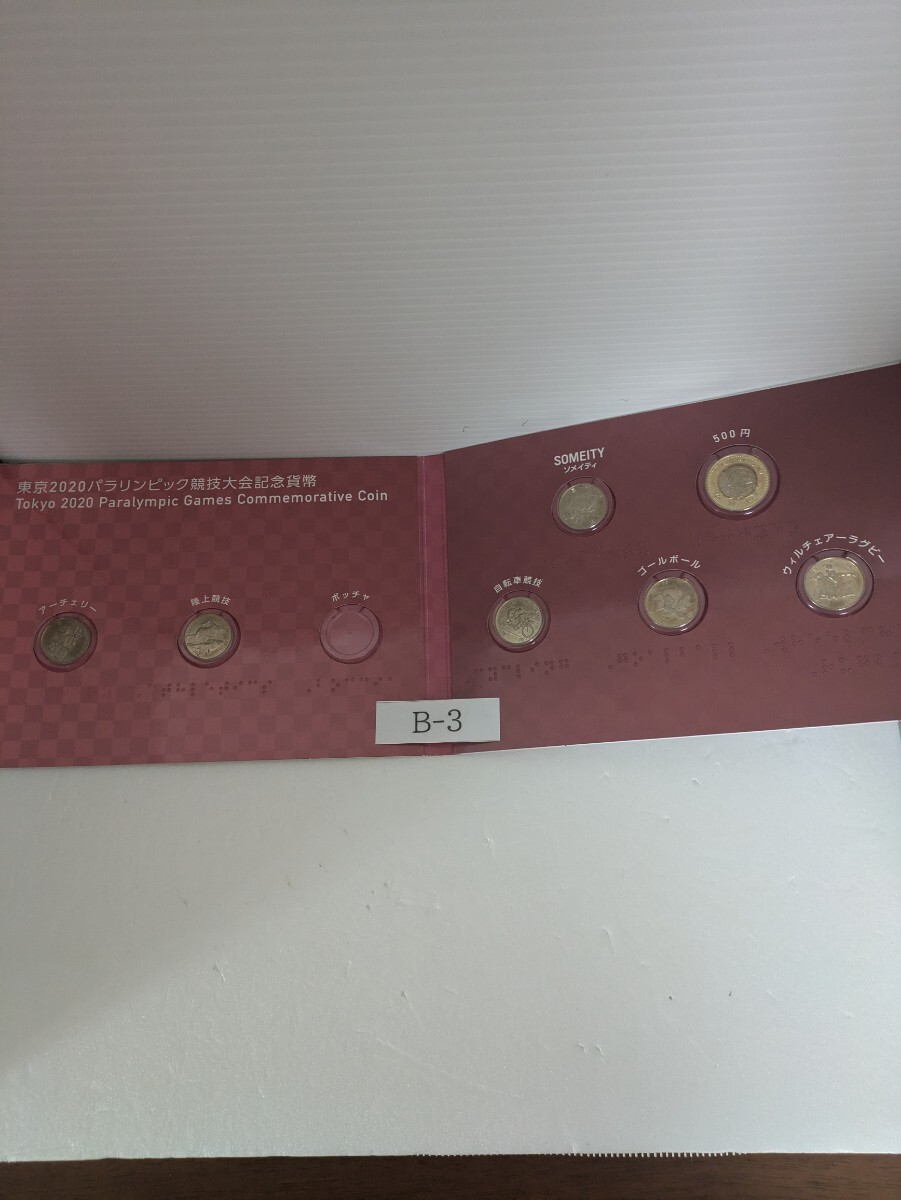 東京2020パラリンピック競技大会記念貨幣
Tokyo 2020 Paralympic Games Commemorative Coin
アーチェリー
陸上競技
ボッチャ
SOMEITY
ソメイティ
500円
自転車競技
ゴールボール
ウィルチェアーラグビー
B-3